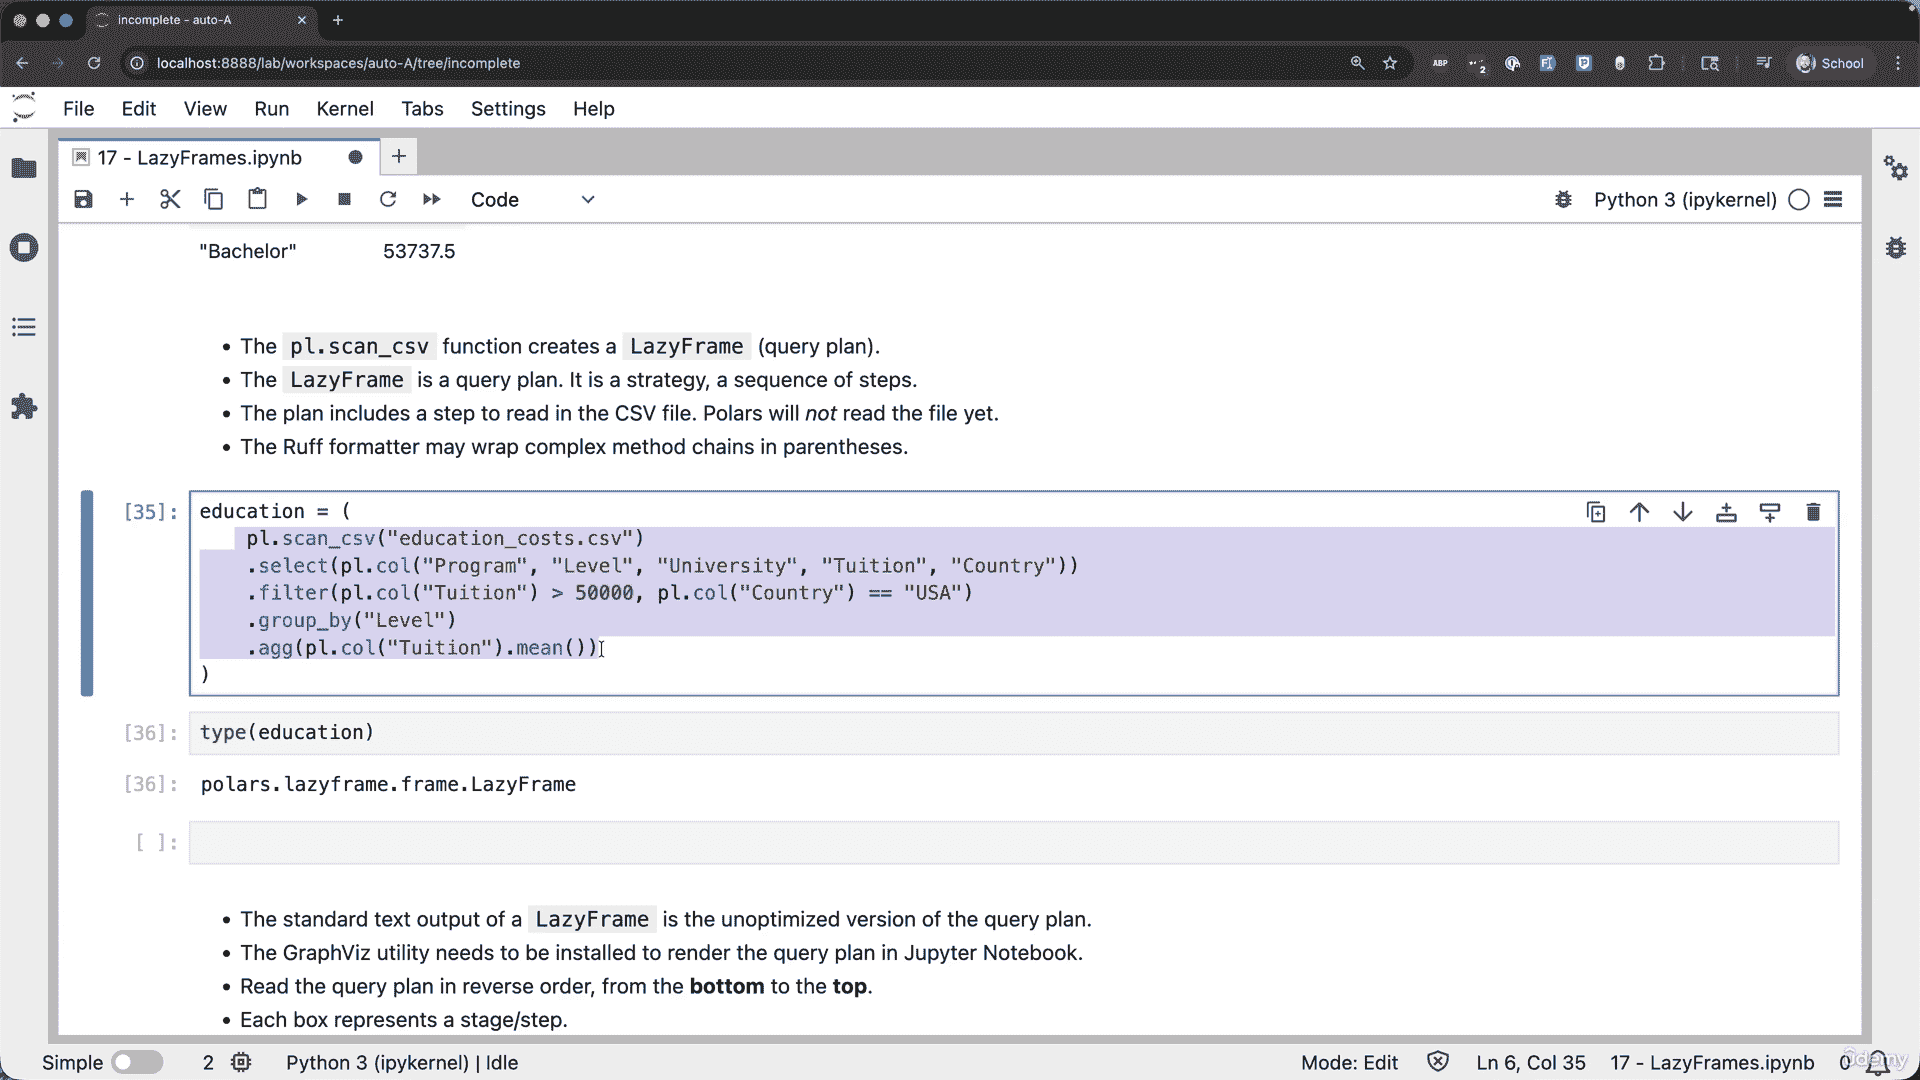 incomplete - auto-A
localhost:8888/lab/workspaces/auto-A/tree/incomplete
ABP
2
School
File Edit View Run Kernel Tabs Settings Help
17 - LazyFrames.ipynb
Code
Python 3 (ipykernel)
"Bachelor" 53737.5
• The pl.scan_csv function creates a LazyFrame (query plan).
• The LazyFrame is a query plan. It is a strategy, a sequence of steps.
• The plan includes a step to read in the CSV file. Polars will not read the file yet.
• The Ruff formatter may wrap complex method chains in parentheses.
[35]: education = (
pl.scan_csv("education_costs.csv")
.select(pl.col("Program", "Level", "University", "Tuition", "Country"))
.filter(pl.col("Tuition") > 50000, pl.col("Country") == "USA")
.group_by("Level")
.agg(pl.col("Tuition").mean())
)
[36]: type(education)
[36]: polars.lazyframe.frame.LazyFrame
[ ]:
• The standard text output of a LazyFrame is the unoptimized version of the query plan.
• The GraphViz utility needs to be installed to render the query plan in Jupyter Notebook.
• Read the query plan in reverse order, from the bottom to the top.
• Each box represents a stage/step.
Simple 2 Python 3 (ipykernel) | Idle Mode: Edit Ln 6, Col 35 17 - LazyFrames.ipynb 0
udemy